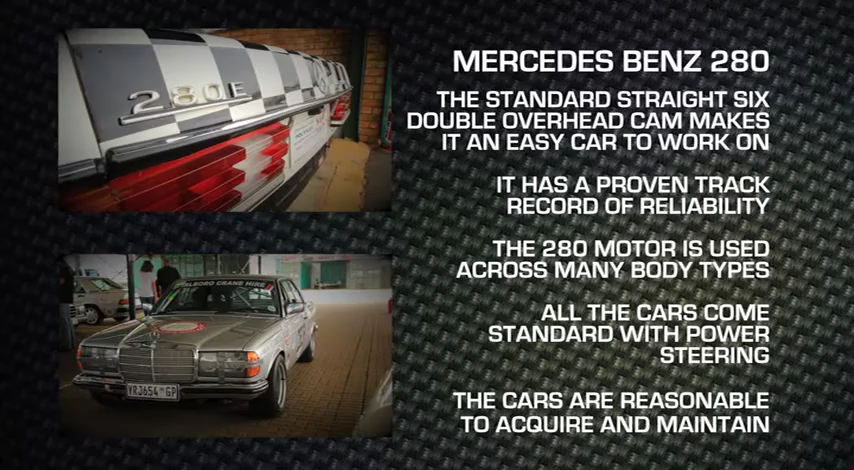 MERCEDES BENZ 280
THE STANDARD STRAIGHT SIX
DOUBLE OVERHEAD CAM MAKES
IT AN EASY CAR TO WORK ON
IT HAS A PROVEN TRACK
RECORD OF RELIABILITY
THE 280 MOTOR IS USED
ACROSS MANY BODY TYPES
ALL THE CARS COME
STANDARD WITH POWER
STEERING
THE CARS ARE REASONABLE
TO ACQUIRE AND MAINTAIN
280E
CRANE HIRE
YRJ654 GP